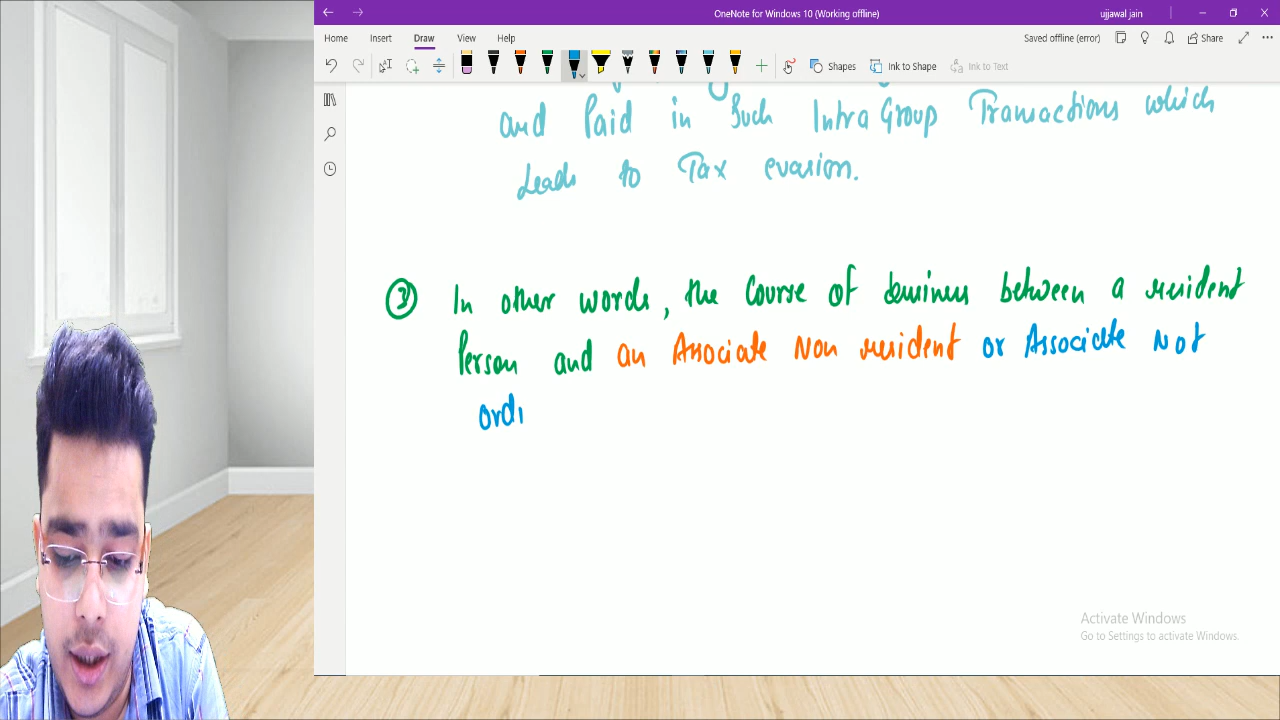 OneNote for Windows 10 (Working offline)
ujjawal jain
Home Insert Draw View Help
Saved offline (error) Share
Shapes Ink to Shape Ink to Text
and Paid in Such Intra Group Transactions which
Leads to Tax evasion.
③ In other words, the Course of business between a resident
Person and an Associate Non resident or Associate Not
ordi
Activate Windows
Go to Settings to activate Windows.